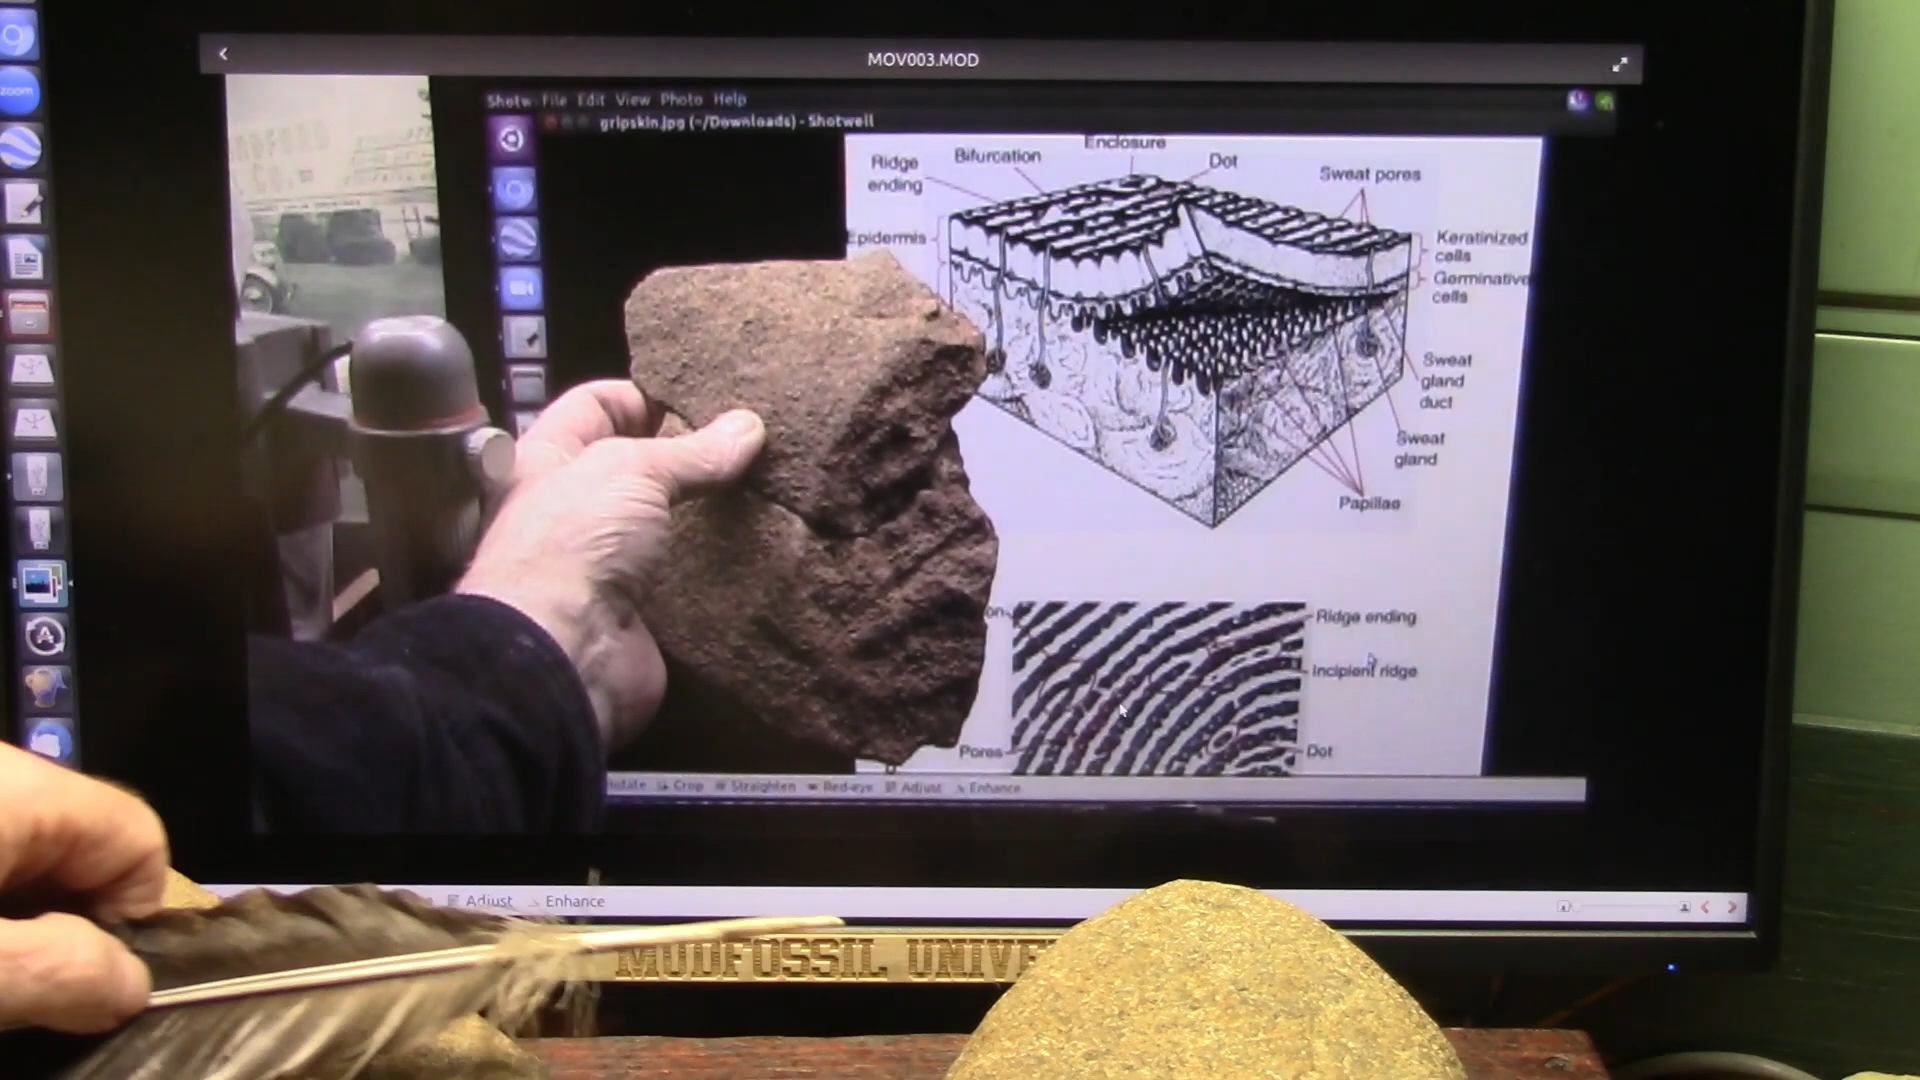 MOV003.MOD
zoom
Shotw File Edit View Photo Help
gripskin.jpg (~/Downloads) - Shotwell
Enclosure
Bifurcation
Dot
Ridge
ending
Sweat pores
Epidermis
Keratinized
cells
Germinative
cells
Sweat
gland
duct
Sweat
gland
Papillae
Ridge ending
Incipient ridge
Pores
Dot
Crop Straighten Red-eye Adjust Enhance
Adjust Enhance
MUDFOSSIL UNIVE